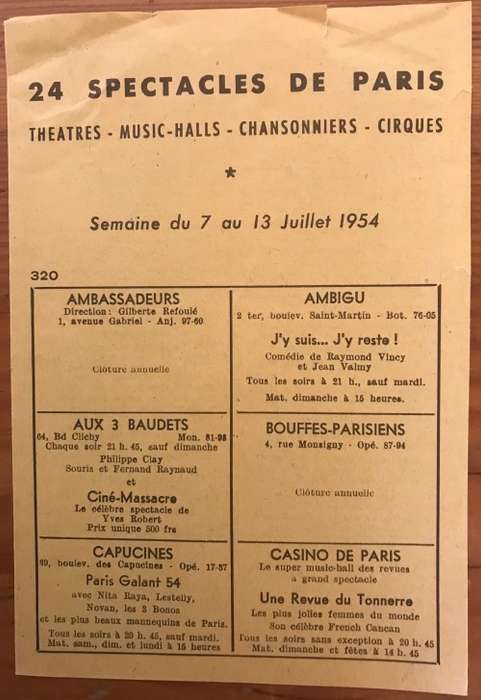 24 SPECTACLES DE PARIS
THEATRES - MUSIC-HALLS - CHANSONNIERS - CIRQUES
*
Semaine du 7 au 13 Juillet 1954
320
AMBASSADEURS
Direction: Gilberte Refoulé
1, avenue Gabriel - Anj. 97-60
Clôture annuelle
AMBIGU
2 ter, boulev. Saint-Martin - Bot. 76-05
J'y suis... J'y reste !
Comédie de Raymond Vincy
et Jean Valmy
Tous les soirs à 21 h., sauf mardi.
Mat. dimanche à 15 heures.
AUX 3 BAUDETS
64, Bd Clichy Mon. 81-98
Chaque soir 21 h. 45, sauf dimanche
Philippe Clay
Souris et Fernand Raynaud
et
Ciné-Massacre
Le célèbre spectacle de
Yves Robert
Prix unique 500 frs
BOUFFES-PARISIENS
4, rue Monsigny - Opé. 87-94
Clôture annuelle
CAPUCINES
39, boulev. des Capucines - Opé. 17-37
Paris Galant 54
avec Nita Raya, Lestelly,
Novan, les 3 Bonos
et les plus beaux mannequins de Paris.
Tous les soirs à 20 h. 45, sauf mardi.
Mat. sam., dim. et lundi à 15 heures
CASINO DE PARIS
Le super music-hall des revues
à grand spectacle
Une Revue du Tonnerre
Les plus jolies femmes du monde
Son célèbre French Cancan
Tous les soirs sans exception à 20 h. 45
Mat. dimanche et fêtes à 14 h. 45